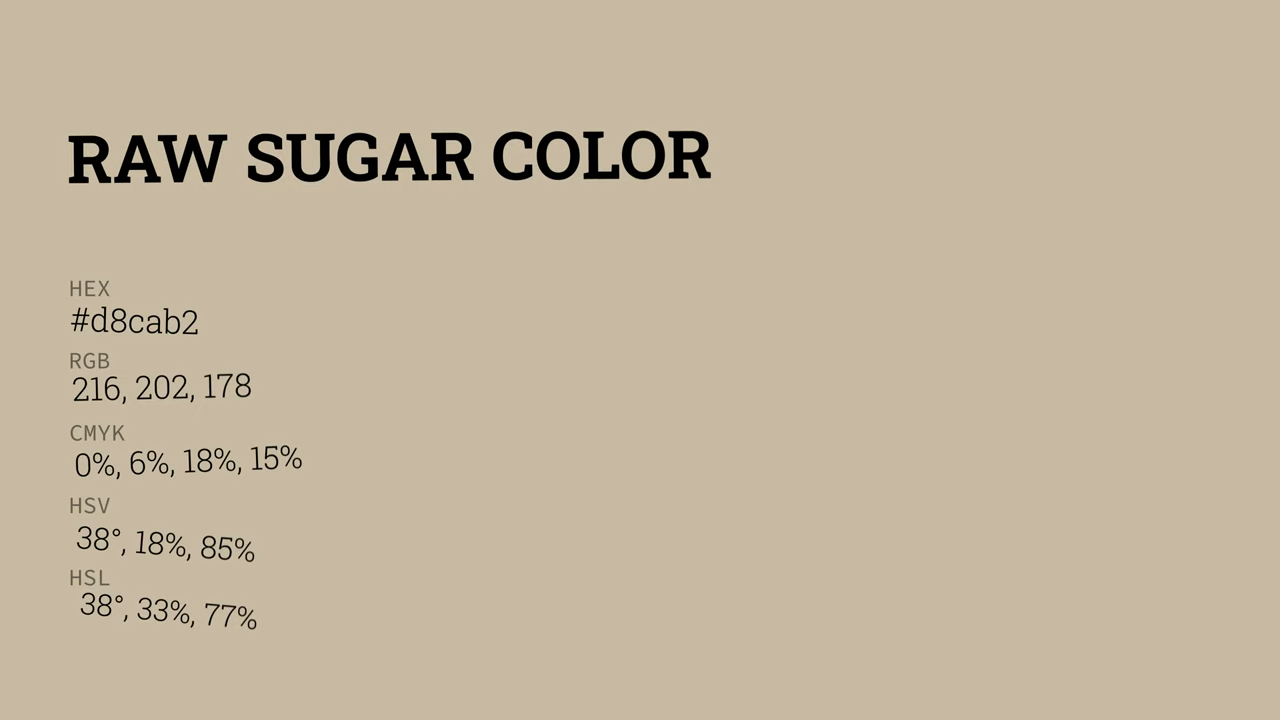 RAW SUGAR COLOR
HEX
#d8cab2
RGB
216, 202, 178
CMYK
0%, 6%, 18%, 15%
HSV
38°, 18%, 85%
HSL
38°, 33%, 77%